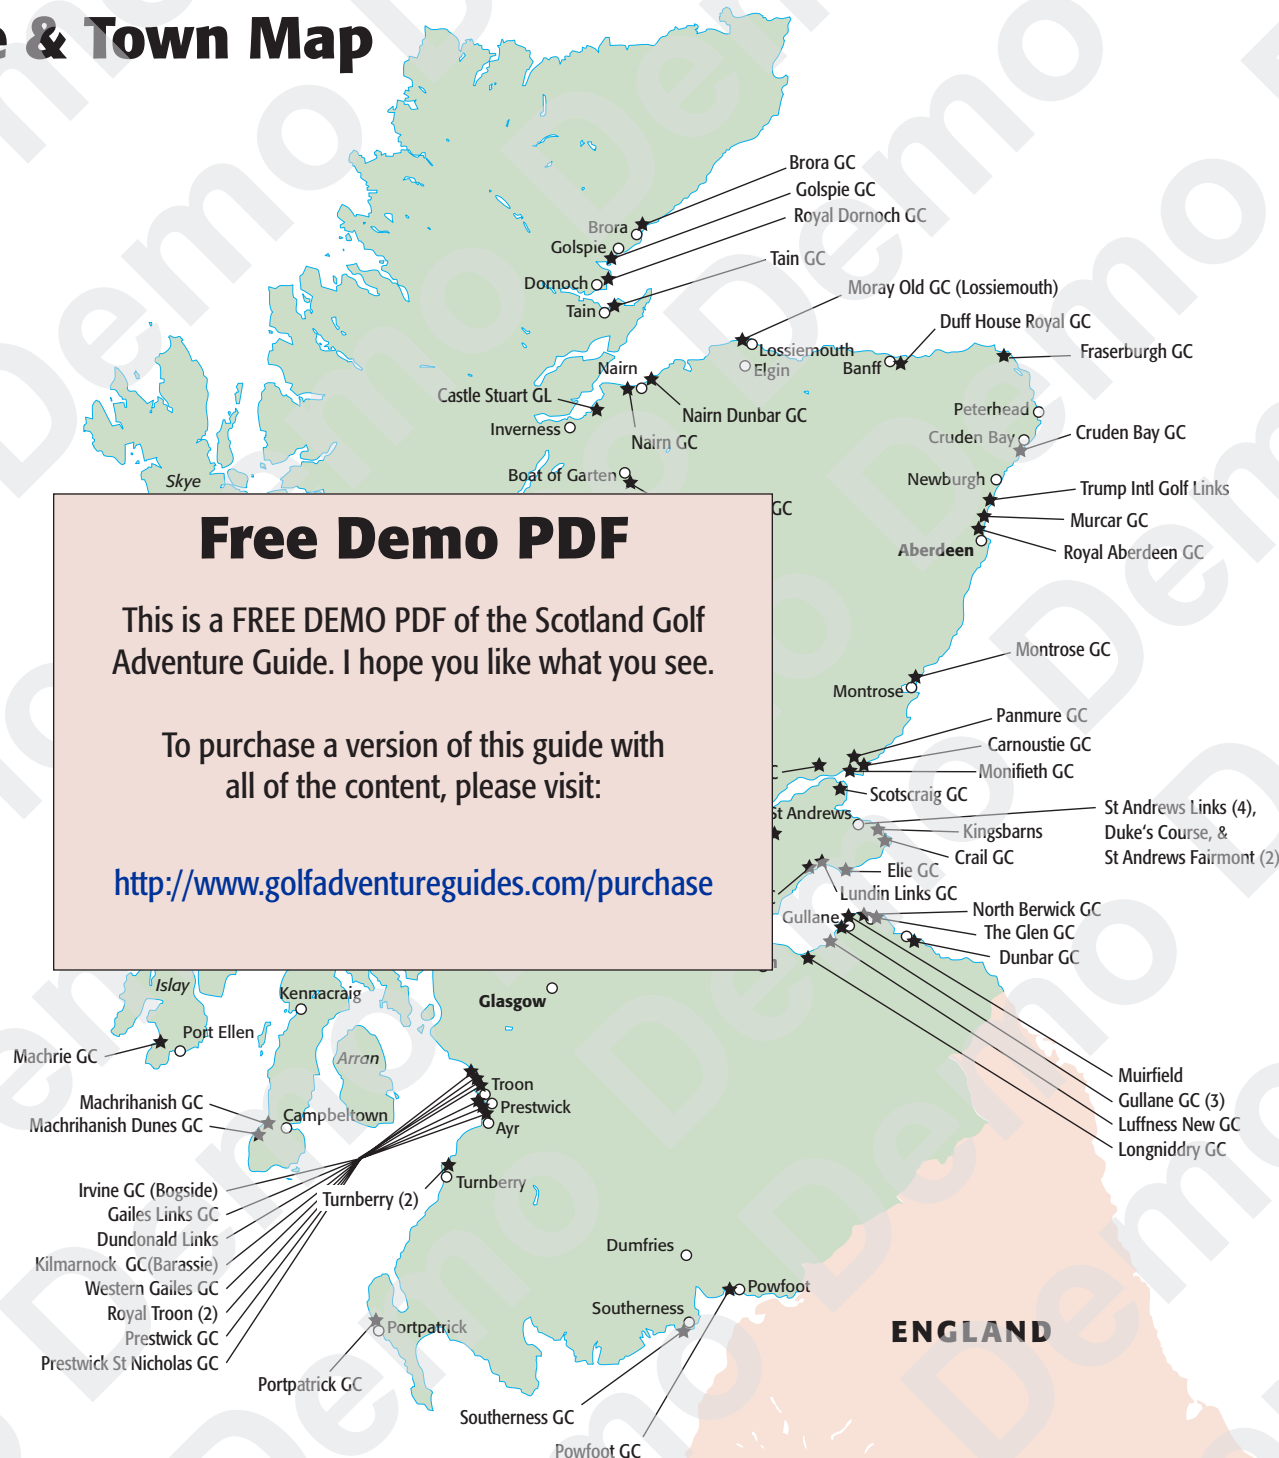 & Town Map
Brora GC
Golspie GC
Royal Dornoch GC
Brora
Golspie
Tain GC
Dornoch
Moray Old GC (Lossiemouth)
Tain
Duff House Royal GC
Lossiemouth
Fraserburgh GC
Nairn
Elgin
Banff
Castle Stuart GL
Peterhead
Nairn Dunbar GC
Inverness
Cruden Bay
Cruden Bay GC
Nairn GC
Boat of Garten
Skye
Newburgh
Trump Intl Golf Links
GC
Murcar GC
Aberdeen
Royal Aberdeen GC
Free Demo PDF
This is a FREE DEMO PDF of the Scotland Golf
Adventure Guide. I hope you like what you see.
To purchase a version of this guide with
all of the content, please visit:
http://www.golfadventureguides.com/purchase
Montrose GC
Montrose
Panmure GC
Carnoustie GC
Monifieth GC
Scotscraig GC
St Andrews
St Andrews Links (4),
Duke's Course, &
St Andrews Fairmont (2)
Kingsbarns
Crail GC
Elie GC
Lundin Links GC
Gullane
North Berwick GC
The Glen GC
Dunbar GC
Islay
Kennacraig
Glasgow
Port Ellen
Machrie GC
Arran
Muirfield
Gullane GC (3)
Luffness New GC
Longniddry GC
Troon
Prestwick
Ayr
Machrihanish GC
Machrihanish Dunes GC
Campbeltown
Turnberry
Turnberry (2)
Irvine GC (Bogside)
Gailes Links GC
Dundonald Links
Kilmarnock GC(Barassie)
Western Gailes GC
Royal Troon (2)
Prestwick GC
Prestwick St Nicholas GC
Dumfries
Powfoot
Southerness
Portpatrick
ENGLAND
Portpatrick GC
Southerness GC
Powfoot GC
Demo
Demo
Demo
Demo
Demo
Demo
Demo
Demo